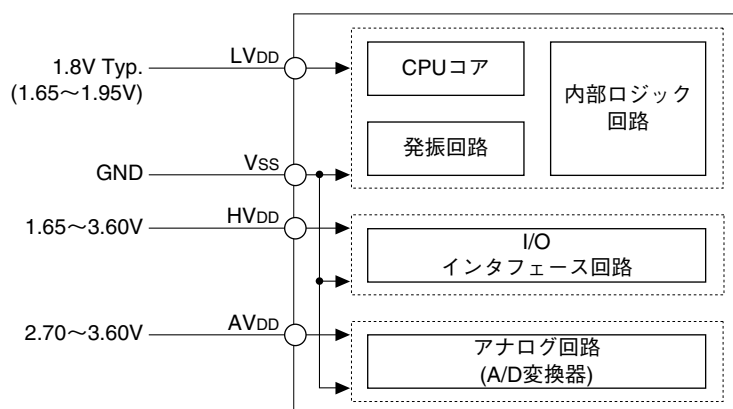 1.8V Typ.
(1.65～1.95V)
LVDD
CPUコア
内部ロジック
回路
発振回路
GND
VSS
1.65～3.60V
HVDD
I/O
インタフェース回路
2.70～3.60V
AVDD
アナログ回路
(A/D変換器)